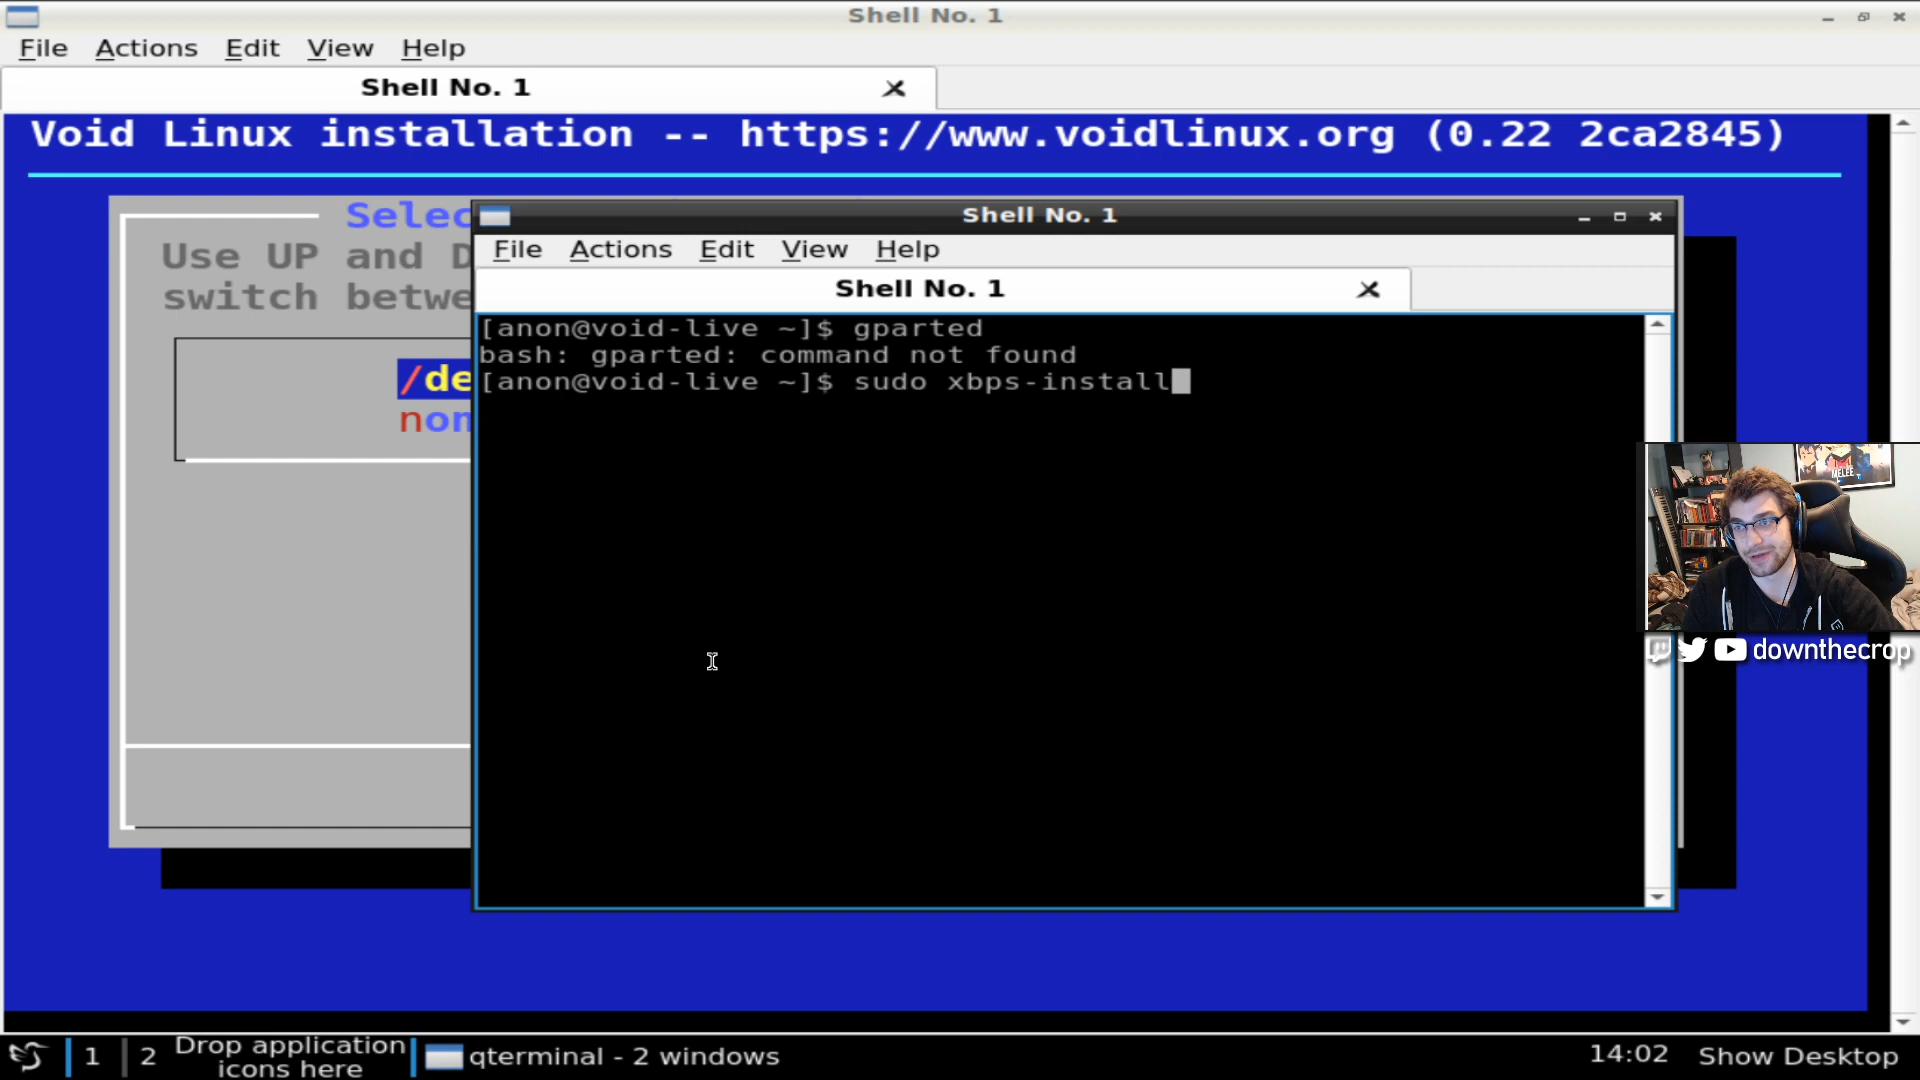 Shell No. 1
File Actions Edit View Help
Shell No. 1
Void Linux installation -- https://www.voidlinux.org (0.22 2ca2845)
Selec
Use UP and D
switch betwe
/de
non
Shell No. 1
File Actions Edit View Help
Shell No. 1
[anon@void-live ~]$ gparted
bash: gparted: command not found
[anon@void-live ~]$ sudo xbps-install
MELEE
downthecrop
1 2 Drop application icons here
qterminal - 2 windows
14:02 Show Desktop